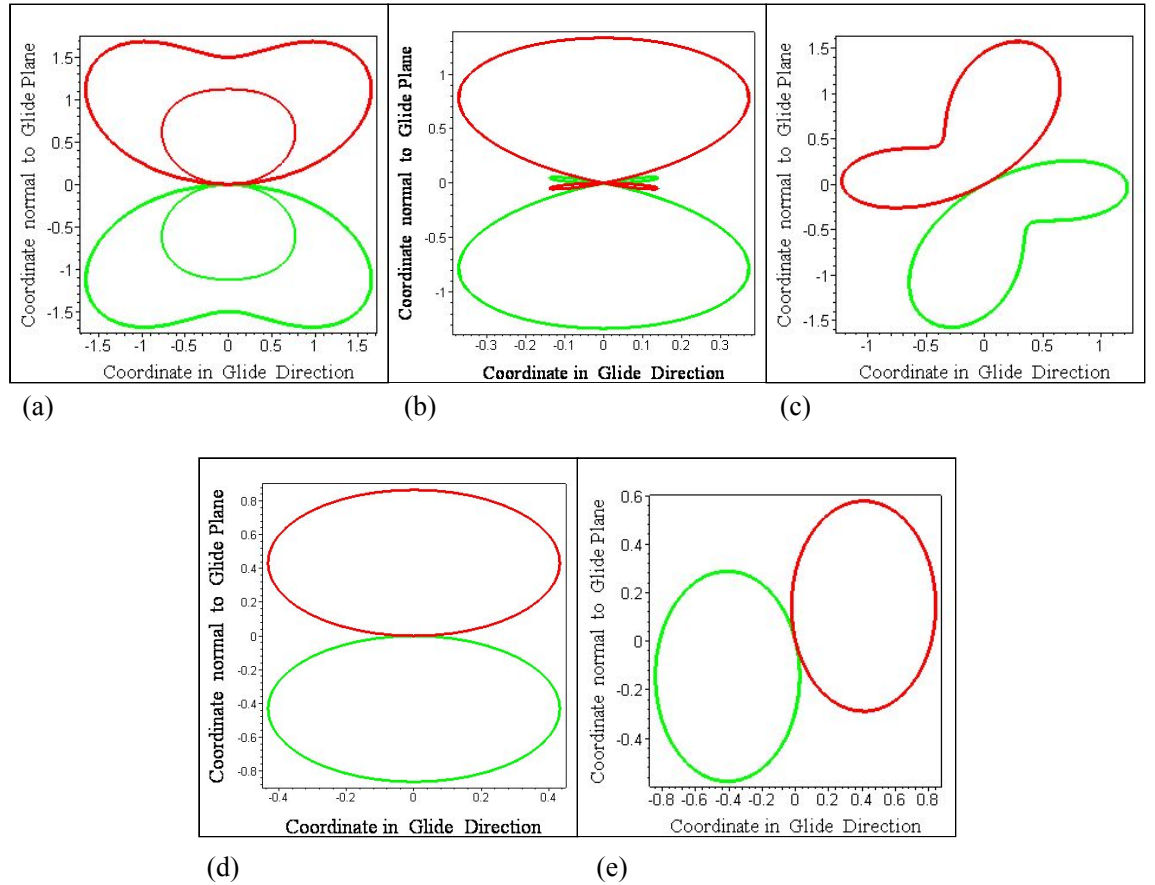 Coordinate normal to Glide Plane
1.5
1
0.5
0
-0.5
-1
-1.5
-1.5 -1 -0.5 0 0.5 1 1.5
Coordinate in Glide Direction
(a)
Coordinate normal to Glide Plane
1
0.5
0
-0.5
-1
-0.3 -0.2 -0.1 0 0.1 0.2 0.3
Coordinate in Glide Direction
(b)
Coordinate normal to Glide Plane
1.5
1
0.5
0
-0.5
-1
-1.5
-1 -0.5 0 0.5 1
Coordinate in Glide Direction
(c)
Coordinate normal to Glide Plane
0.8
0.6
0.4
0.2
0
-0.2
-0.4
-0.6
-0.8
-0.4 -0.2 0 0.2 0.4
Coordinate in Glide Direction
(d)
Coordinate normal to Glide Plane
0.6
0.4
0.2
0
-0.2
-0.4
-0.8 -0.6 -0.4 -0.2 0 0.2 0.4 0.6 0.8
Coordinate in Glide Direction
(e)